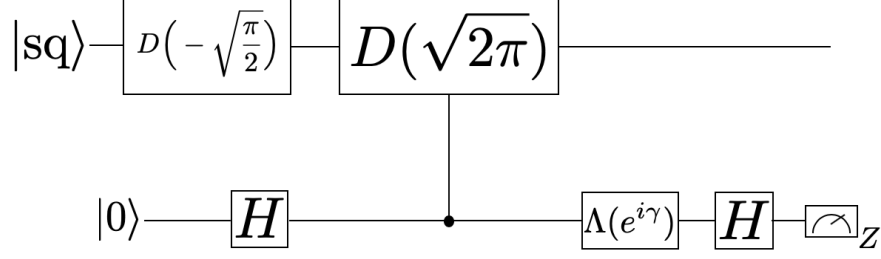 |sq⟩ D(−√(π/2)) D(√2π)
|0⟩ H Λ(e^{iγ}) H Z